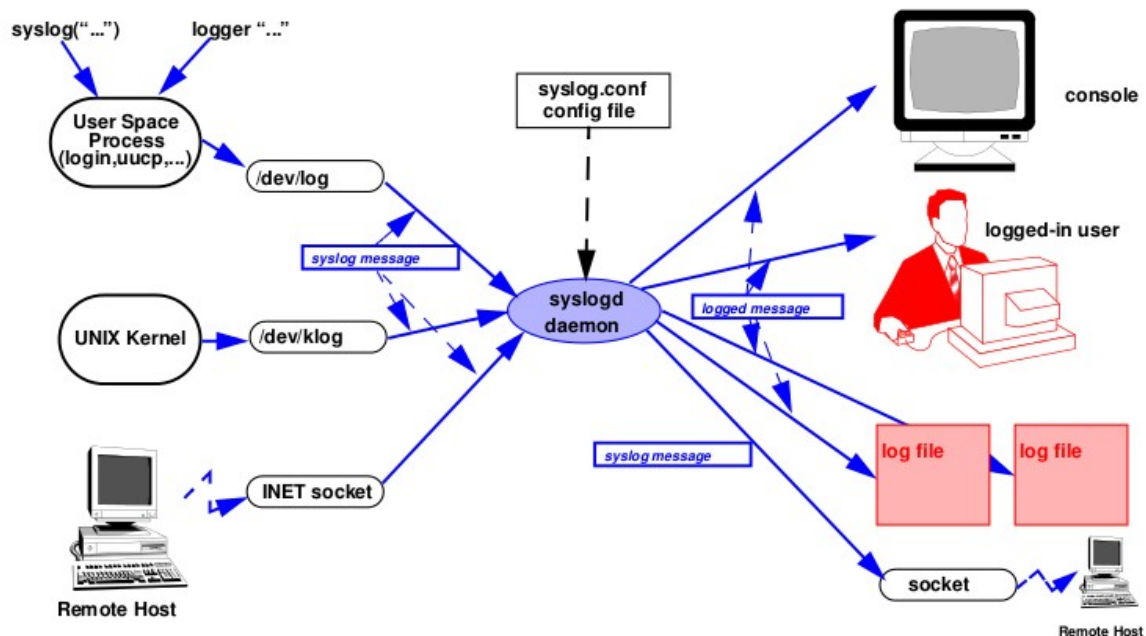 syslog(“...”)
logger “...”
User Space
Process
(login,uucp,...)
/dev/log
syslog.conf
config file
console
logged-in user
syslog message
syslogd
daemon
logged message
UNIX Kernel
/dev/klog
INET socket
Remote Host
syslog message
log file
log file
socket
Remote Host